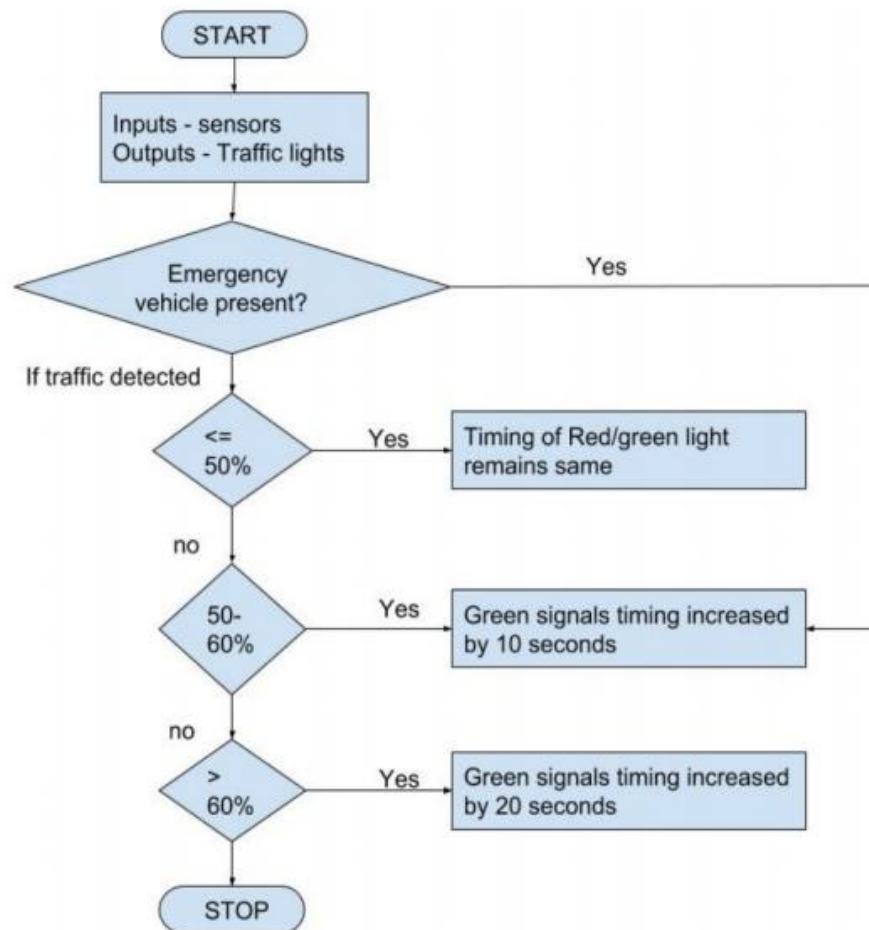 START
Inputs - sensors
Outputs - Traffic lights
Emergency
vehicle present?
Yes
If traffic detected
<=
50%
Yes
Timing of Red/green light
remains same
no
50-
60%
Yes
Green signals timing increased
by 10 seconds
no
>
60%
Yes
Green signals timing increased
by 20 seconds
STOP